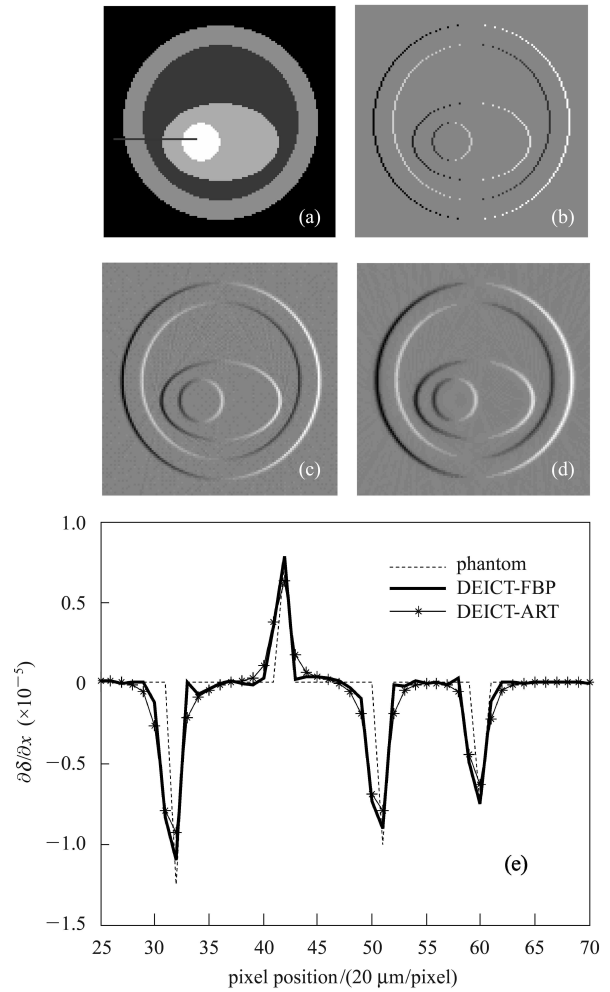 (a)
(b)
(c)
(d)
1.0
0.5
0
−0.5
−1.0
−1.5
∂δ/∂x (×10⁻⁵)
phantom
DEICT-FBP
DEICT-ART
(e)
25 30 35 40 45 50 55 60 65 70
pixel position/(20 μm/pixel)